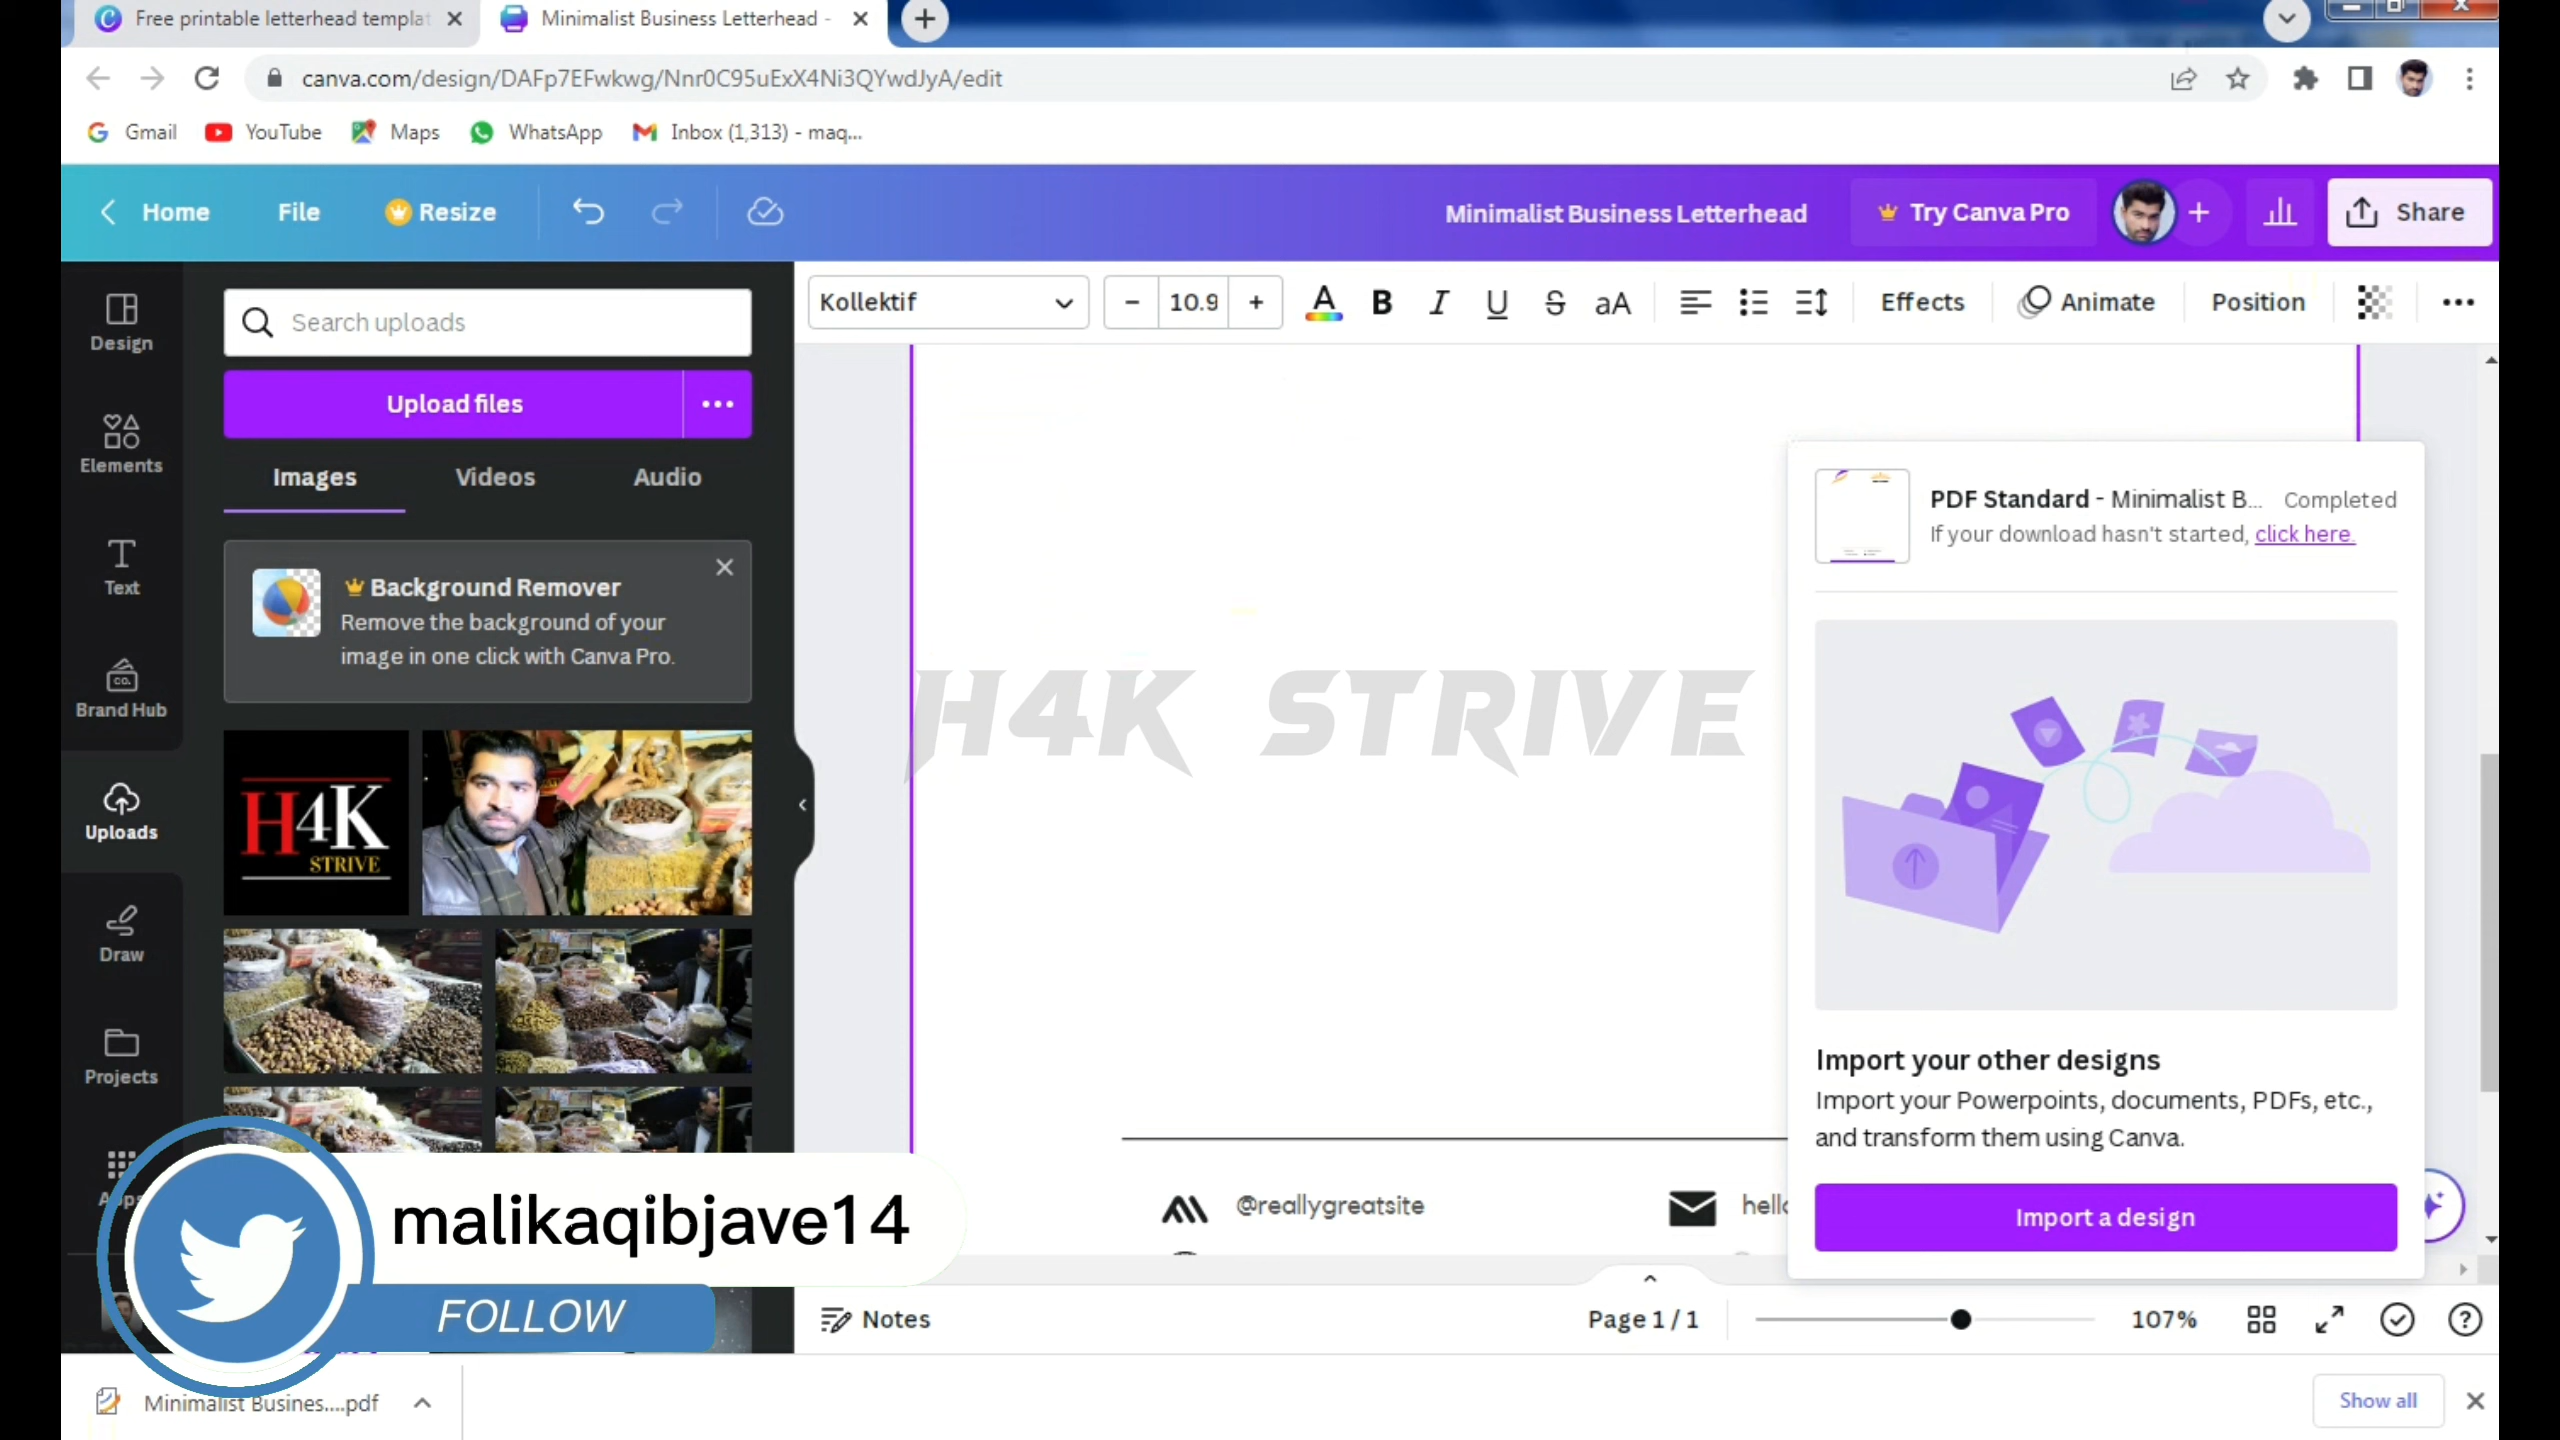 Free printable letterhead templat
Minimalist Business Letterhead -
canva.com/design/DAFp7EFwkwg/Nnr0C95uExX4Ni3QYwdJyA/edit
Gmail
YouTube
Maps
WhatsApp
Inbox (1,313) - maq...
Home
File
Resize
Minimalist Business Letterhead
Try Canva Pro
Share
Design
Elements
Text
Brand Hub
Uploads
Draw
Projects
Search uploads
Upload files
Images
Videos
Audio
Background Remover
Remove the background of your
image in one click with Canva Pro.
H4K
STRIVE
Kollektif
10.9
A B I U S aA
Effects
Animate
Position
H4K STRIVE
PDF Standard - Minimalist B... Completed
If your download hasn't started, click here.
Import your other designs
Import your Powerpoints, documents, PDFs, etc.,
and transform them using Canva.
Import a design
@reallygreatsite
malikaqibjave14
FOLLOW
Notes
Page 1 / 1
107%
Minimalist Busines....pdf
Show all